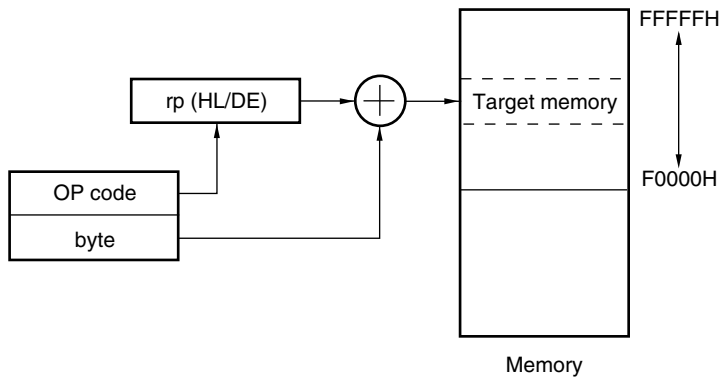 FFFFFH
rp (HL/DE)
Target memory
F0000H
OP code
byte
Memory